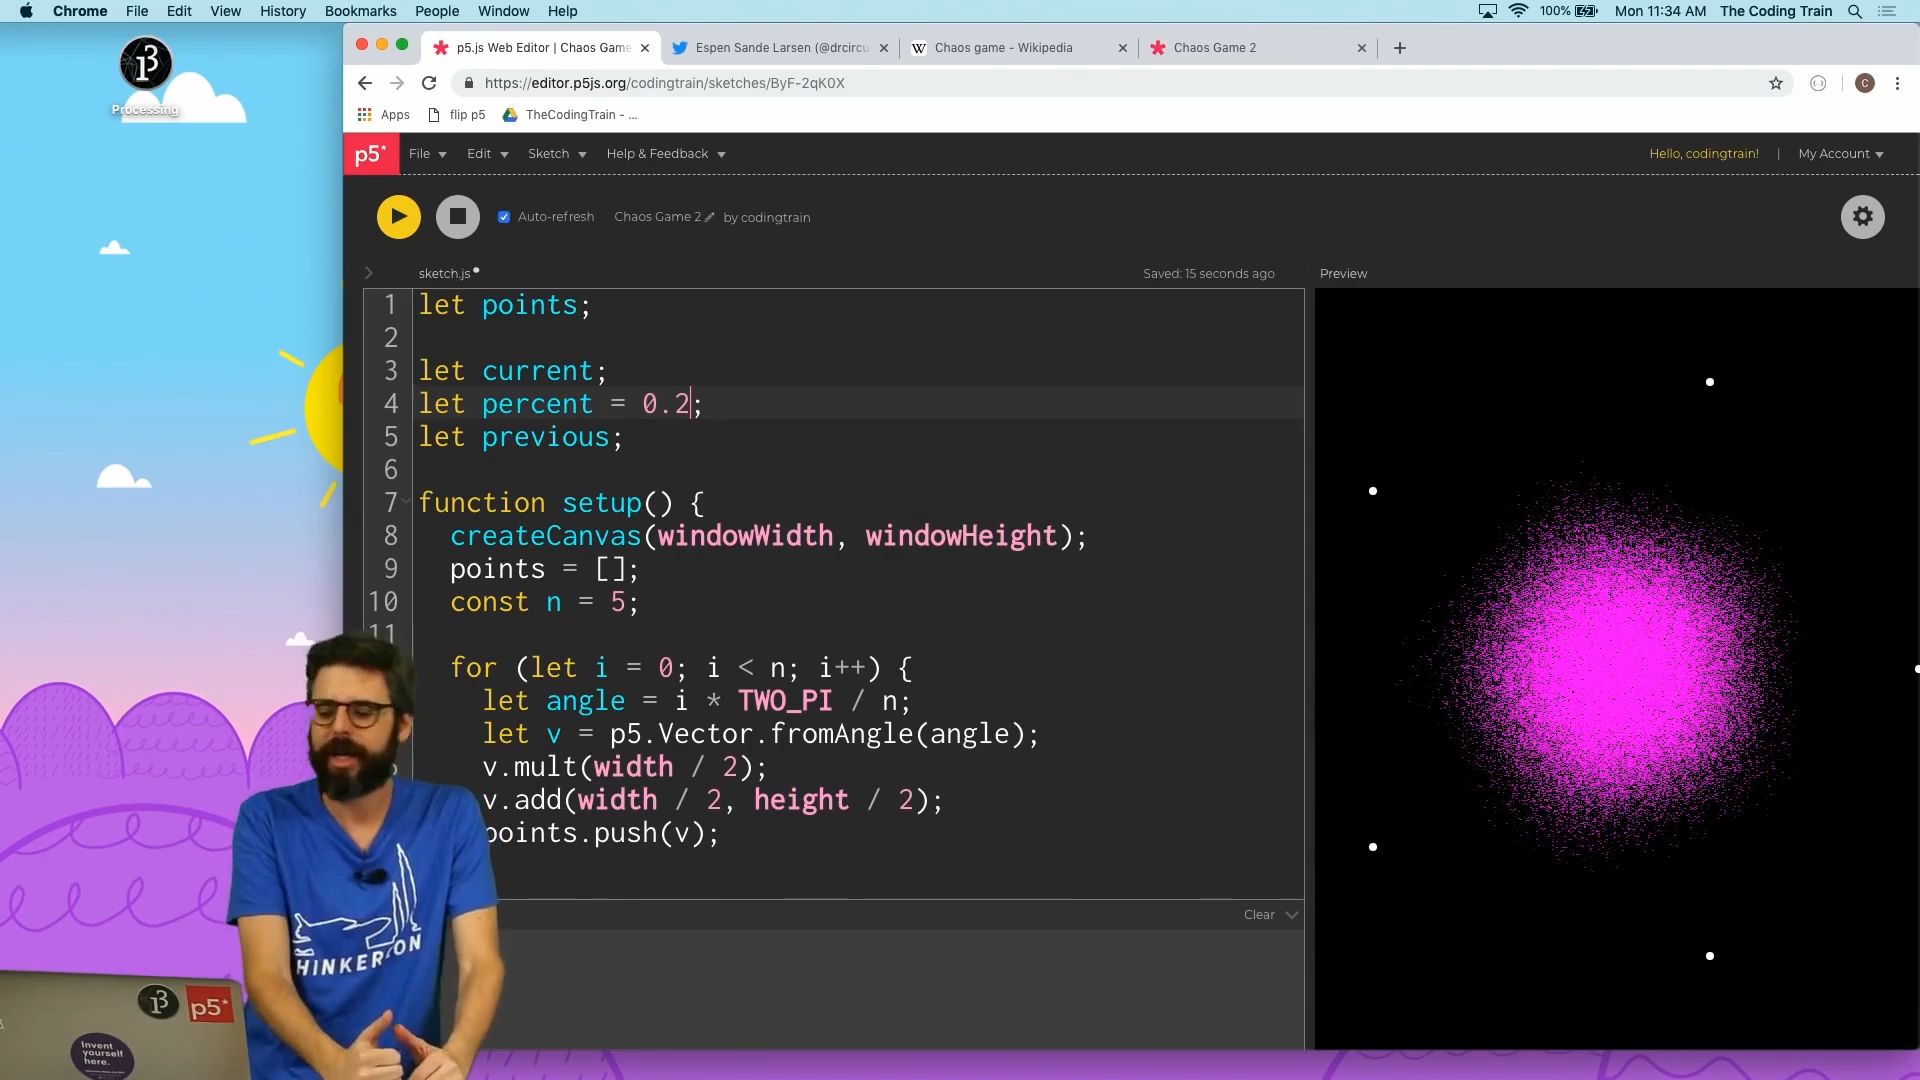 Chrome File Edit View History Bookmarks People Window Help 100% Mon 11:34 AM The Coding Train
p5.js Web Editor | Chaos Game Espen Sande Larsen (@drcircu Chaos game - Wikipedia Chaos Game 2
https://editor.p5js.org/codingtrain/sketches/ByF-2qK0X
Apps flip p5 TheCodingTrain - ...
Processing
p5* File Edit Sketch Help & Feedback Hello, codingtrain! | My Account
Auto-refresh Chaos Game 2 by codingtrain
sketch.js Saved: 15 seconds ago Preview
1 let points;
2
3 let current;
4 let percent = 0.2;
5 let previous;
6
7 function setup() {
8 createCanvas(windowWidth, windowHeight);
9 points = [];
10 const n = 5;
11
for (let i = 0; i < n; i++) {
let angle = i * TWO_PI / n;
let v = p5.Vector.fromAngle(angle);
v.mult(width / 2);
v.add(width / 2, height / 2);
points.push(v);
Clear
HINKER ON
p5*
Invent
yourself
here.